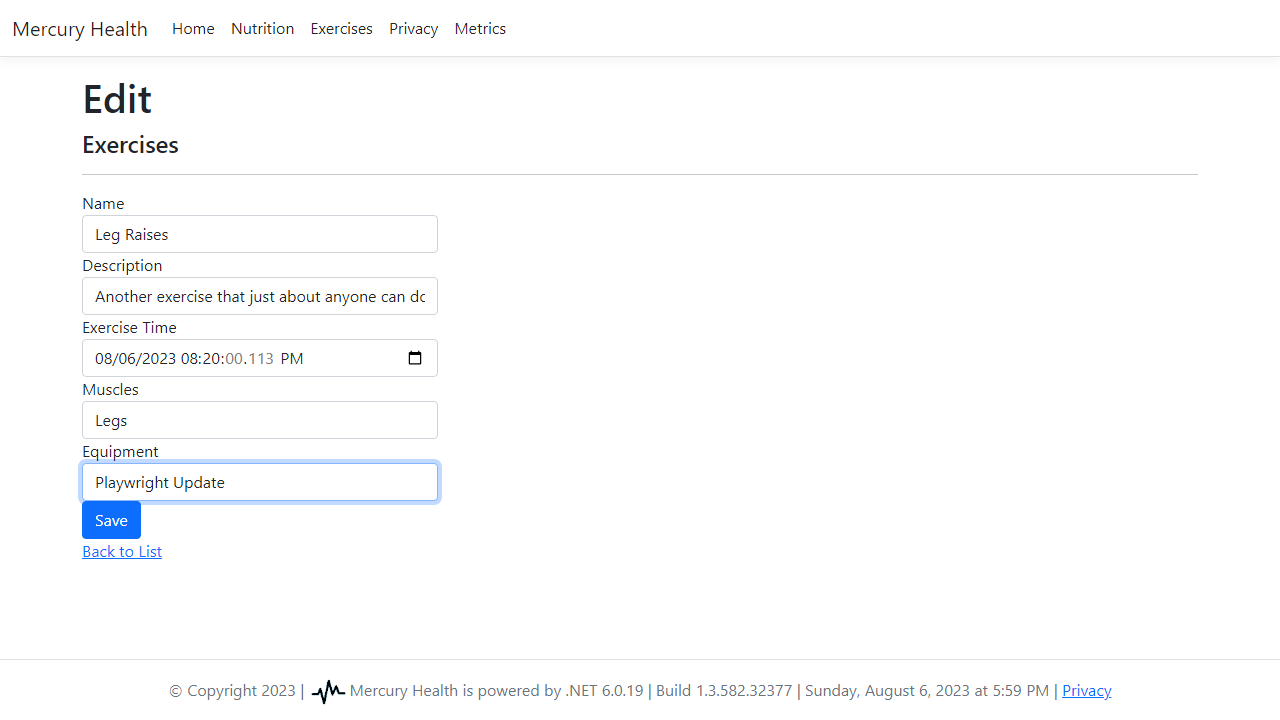 Mercury Health Home Nutrition Exercises Privacy Metrics
Edit
Exercises
Name
Leg Raises
Description
Another exercise that just about anyone can do
Exercise Time
08/06/2023 08:20:00.113 PM
Muscles
Legs
Equipment
Playwright Update
Save
Back to List
© Copyright 2023 | Mercury Health is powered by .NET 6.0.19 | Build 1.3.582.32377 | Sunday, August 6, 2023 at 5:59 PM | Privacy